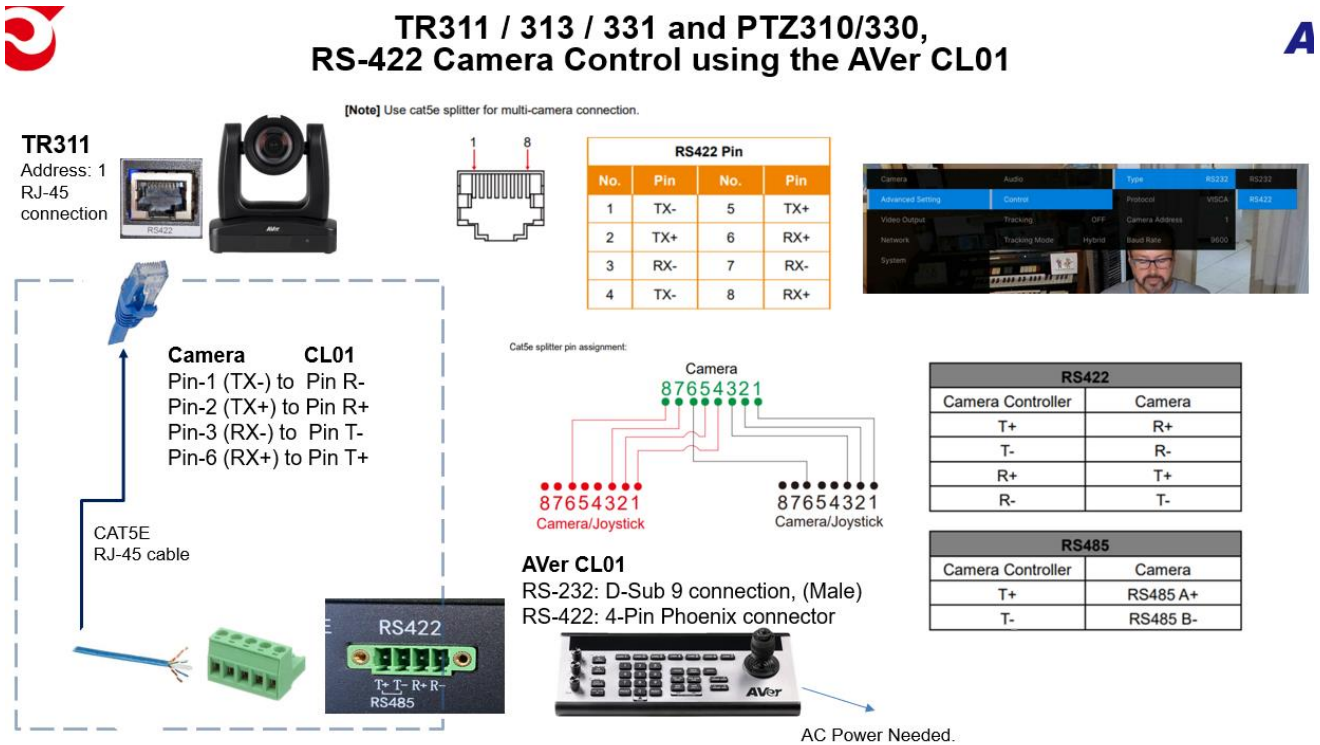 TR311 / 313 / 331 and PTZ310/330,
RS-422 Camera Control using the AVer CL01
A
[Note] Use cat5e splitter for multi-camera connection.
TR311
Address: 1
RJ-45
connection
RS422
AVer
1 8
RS422 Pin
No. Pin No. Pin
1 TX- 5 TX+
2 TX+ 6 RX+
3 RX- 7 RX-
4 TX- 8 RX+
Camera Audio Type RS232 RS232
Advanced Setting Control Protocol VISCA RS422
Video Output Tracking OFF Camera Address 1
Network Tracking Mode Hybrid Baud Rate 9600
System
Camera CL01
Pin-1 (TX-) to Pin R-
Pin-2 (TX+) to Pin R+
Pin-3 (RX-) to Pin T-
Pin-6 (RX+) to Pin T+
CAT5E
RJ-45 cable
Cat5e splitter pin assignment:
Camera
87654321
87654321
Camera/Joystick
87654321
Camera/Joystick
RS422
Camera Controller Camera
T+ R+
T- R-
R+ T+
R- T-
RS485
Camera Controller Camera
T+ RS485 A+
T- RS485 B-
AVer CL01
RS-232: D-Sub 9 connection, (Male)
RS-422: 4-Pin Phoenix connector
E RS422
T+ T- R+ R-
RS485
AVer
AC Power Needed.